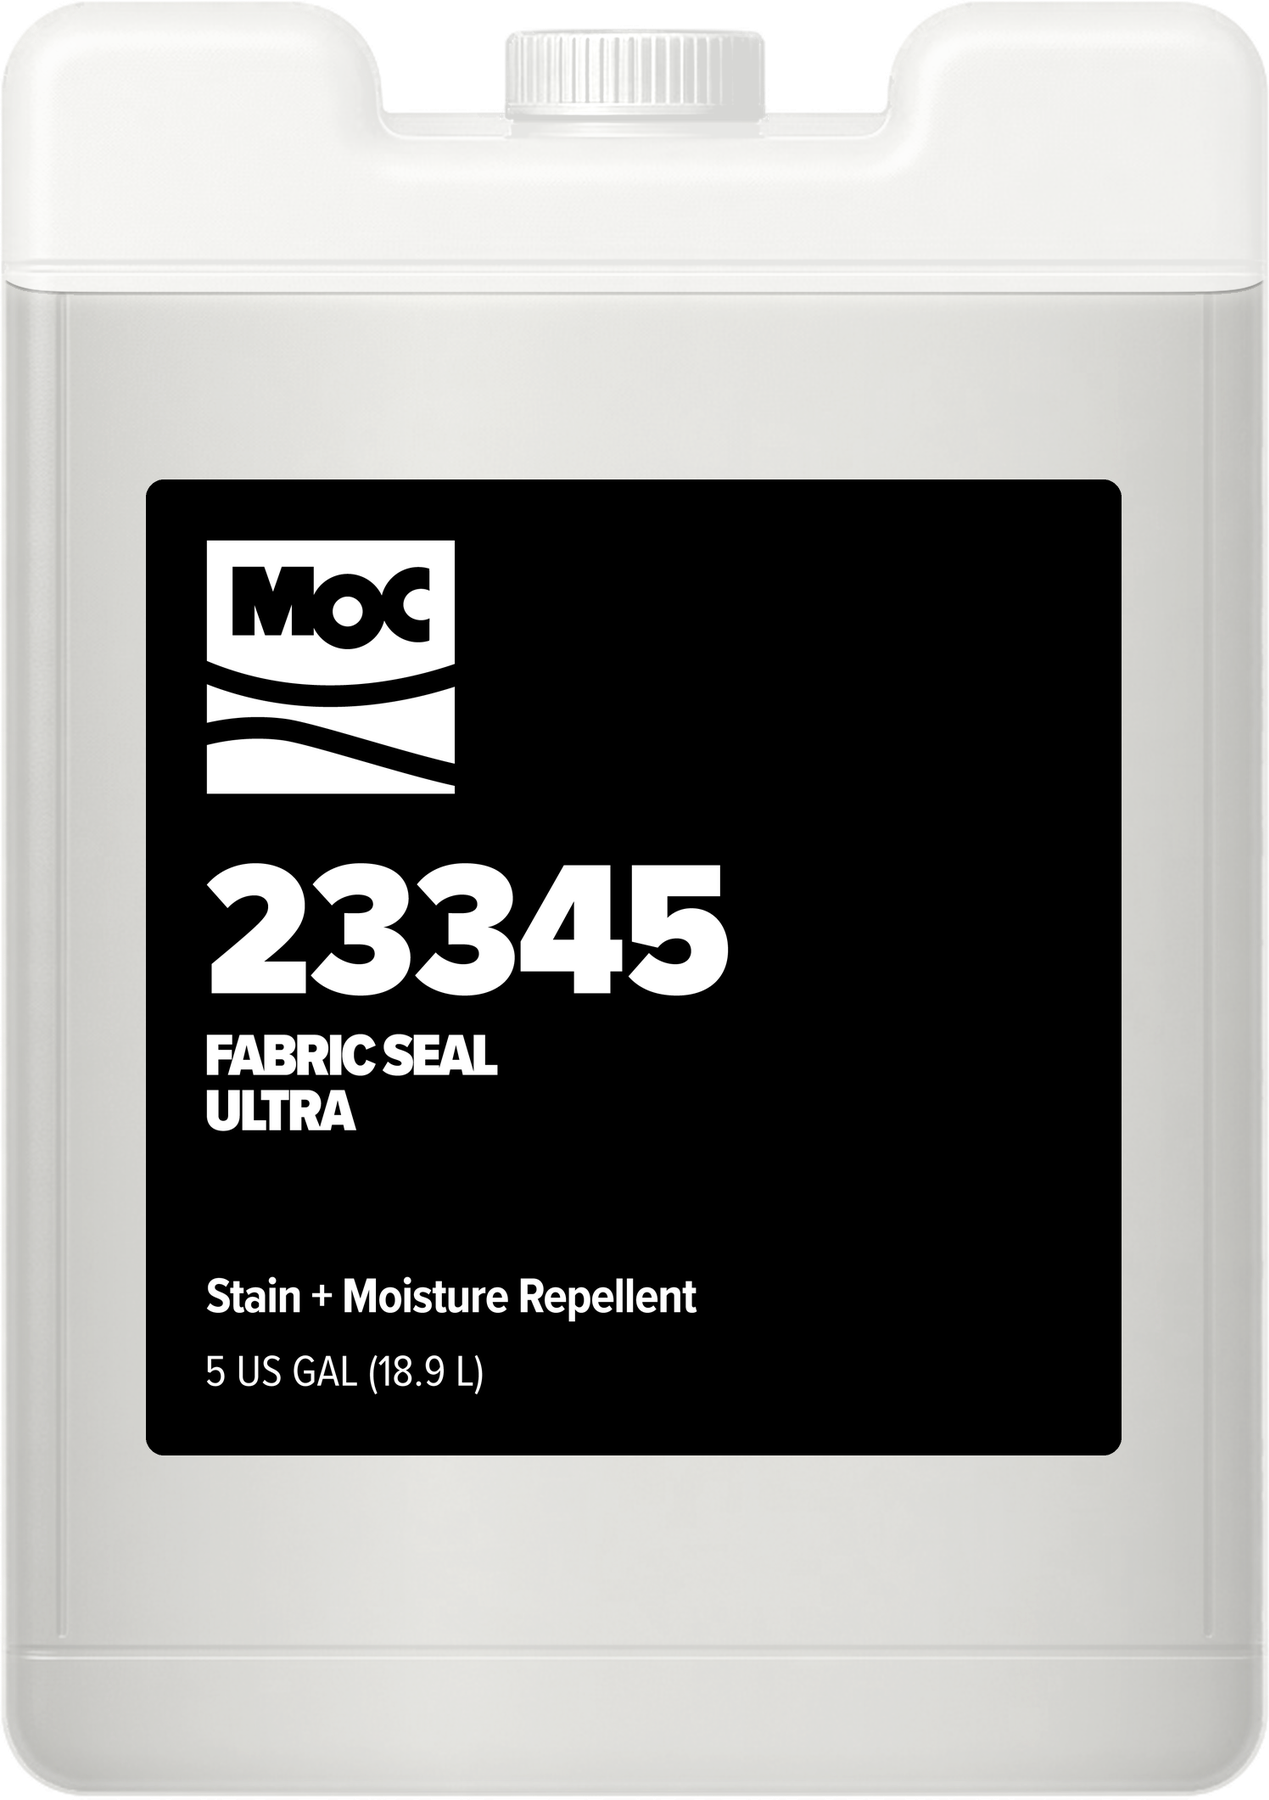 MOC
23345
FABRIC SEAL
ULTRA
Stain + Moisture Repellent
5 US GAL (18.9 L)